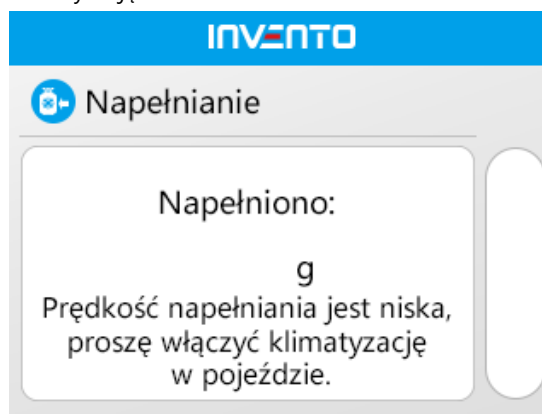 INVENTO
Napełnianie
Napełniono:
g
Prędkość napełniania jest niska,
proszę włączyć klimatyzację
w pojeździe.